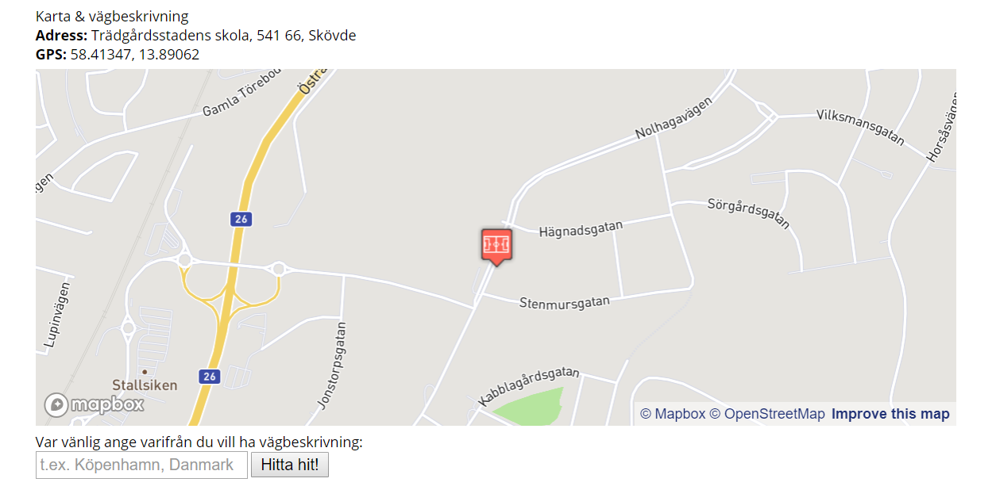 Karta & vägbeskrivning
Adress: Trädgårdsstadens skola, 541 66, Skövde
GPS: 58.41347, 13.89062
Östra
Gamla Törebod
Nolhagavägen
Vilksmansgatan
Horsåsvägen
gen
Sörgårdsgatan
26
Hägnadsgatan
Lupinvägen
Stenmursgatan
Jonstorpsgatan
26
Kabblagårdsgatan
Stallsiken
mapbox
© Mapbox © OpenStreetMap Improve this map
Var vänlig ange varifrån du vill ha vägbeskrivning:
t.ex. Köpenhamn, Danmark Hitta hit!